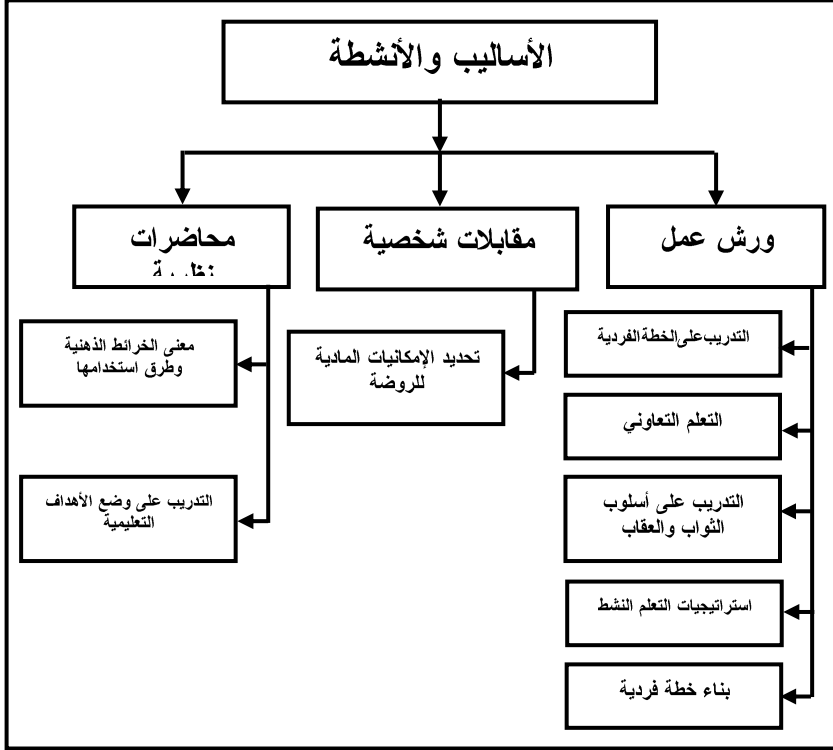 الأساليب والأنشطة
ورش عمل
مقابلات شخصية
محاضرات
نظرية
التدريب على الخطة الفردية
التعلم التعاوني
التدريب على أسلوب
الثواب والعقاب
استراتيجيات التعلم النشط
بناء خطة فردية
تحديد الإمكانيات المادية
للروضة
معنى الخرائط الذهنية
وطرق استخدامها
التدريب على وضع الأهداف
التعليمية